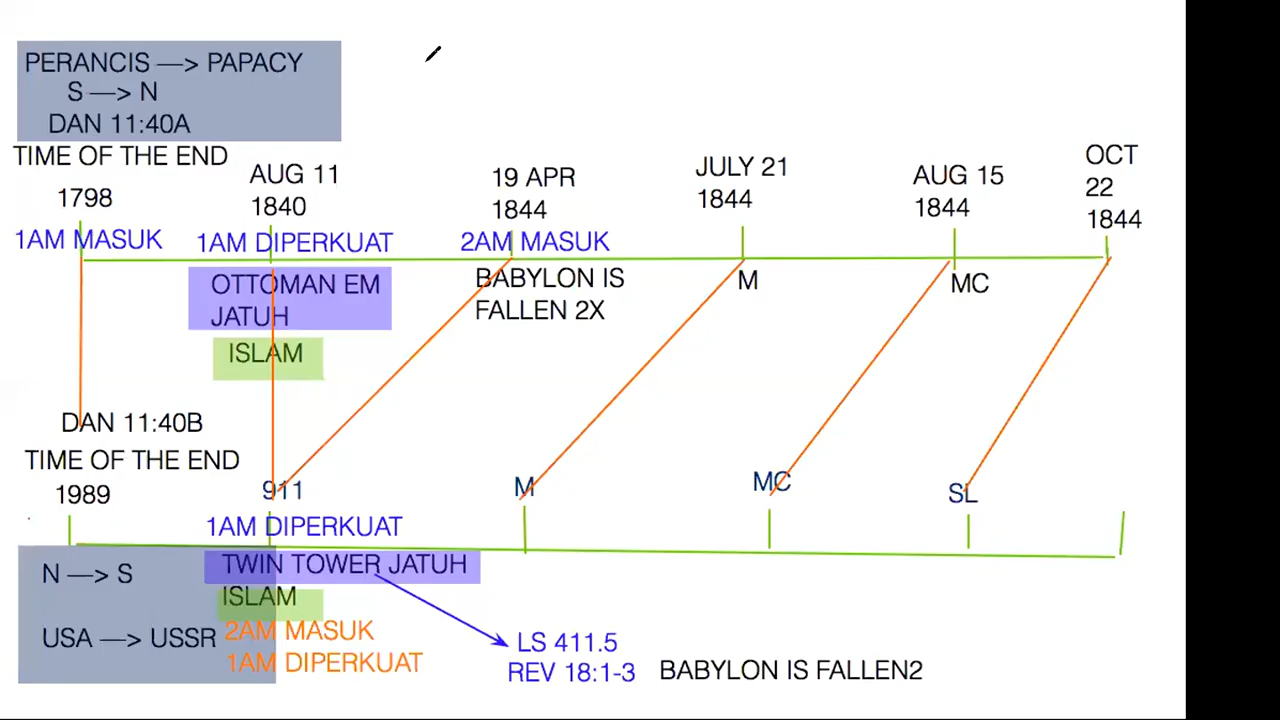 PERANCIS —> PAPACY
S —> N
DAN 11:40A
TIME OF THE END
1798
AUG 11
1840
19 APR
1844
JULY 21
1844
AUG 15
1844
OCT
22
1844
1AM MASUK
1AM DIPERKUAT
2AM MASUK
OTTOMAN EM
JATUH
ISLAM
BABYLON IS
FALLEN 2X
M
MC
DAN 11:40B
TIME OF THE END
1989
911
M
MC
SL
1AM DIPERKUAT
TWIN TOWER JATUH
ISLAM
2AM MASUK
1AM DIPERKUAT
N —> S
USA —> USSR
LS 411.5
REV 18:1-3
BABYLON IS FALLEN2